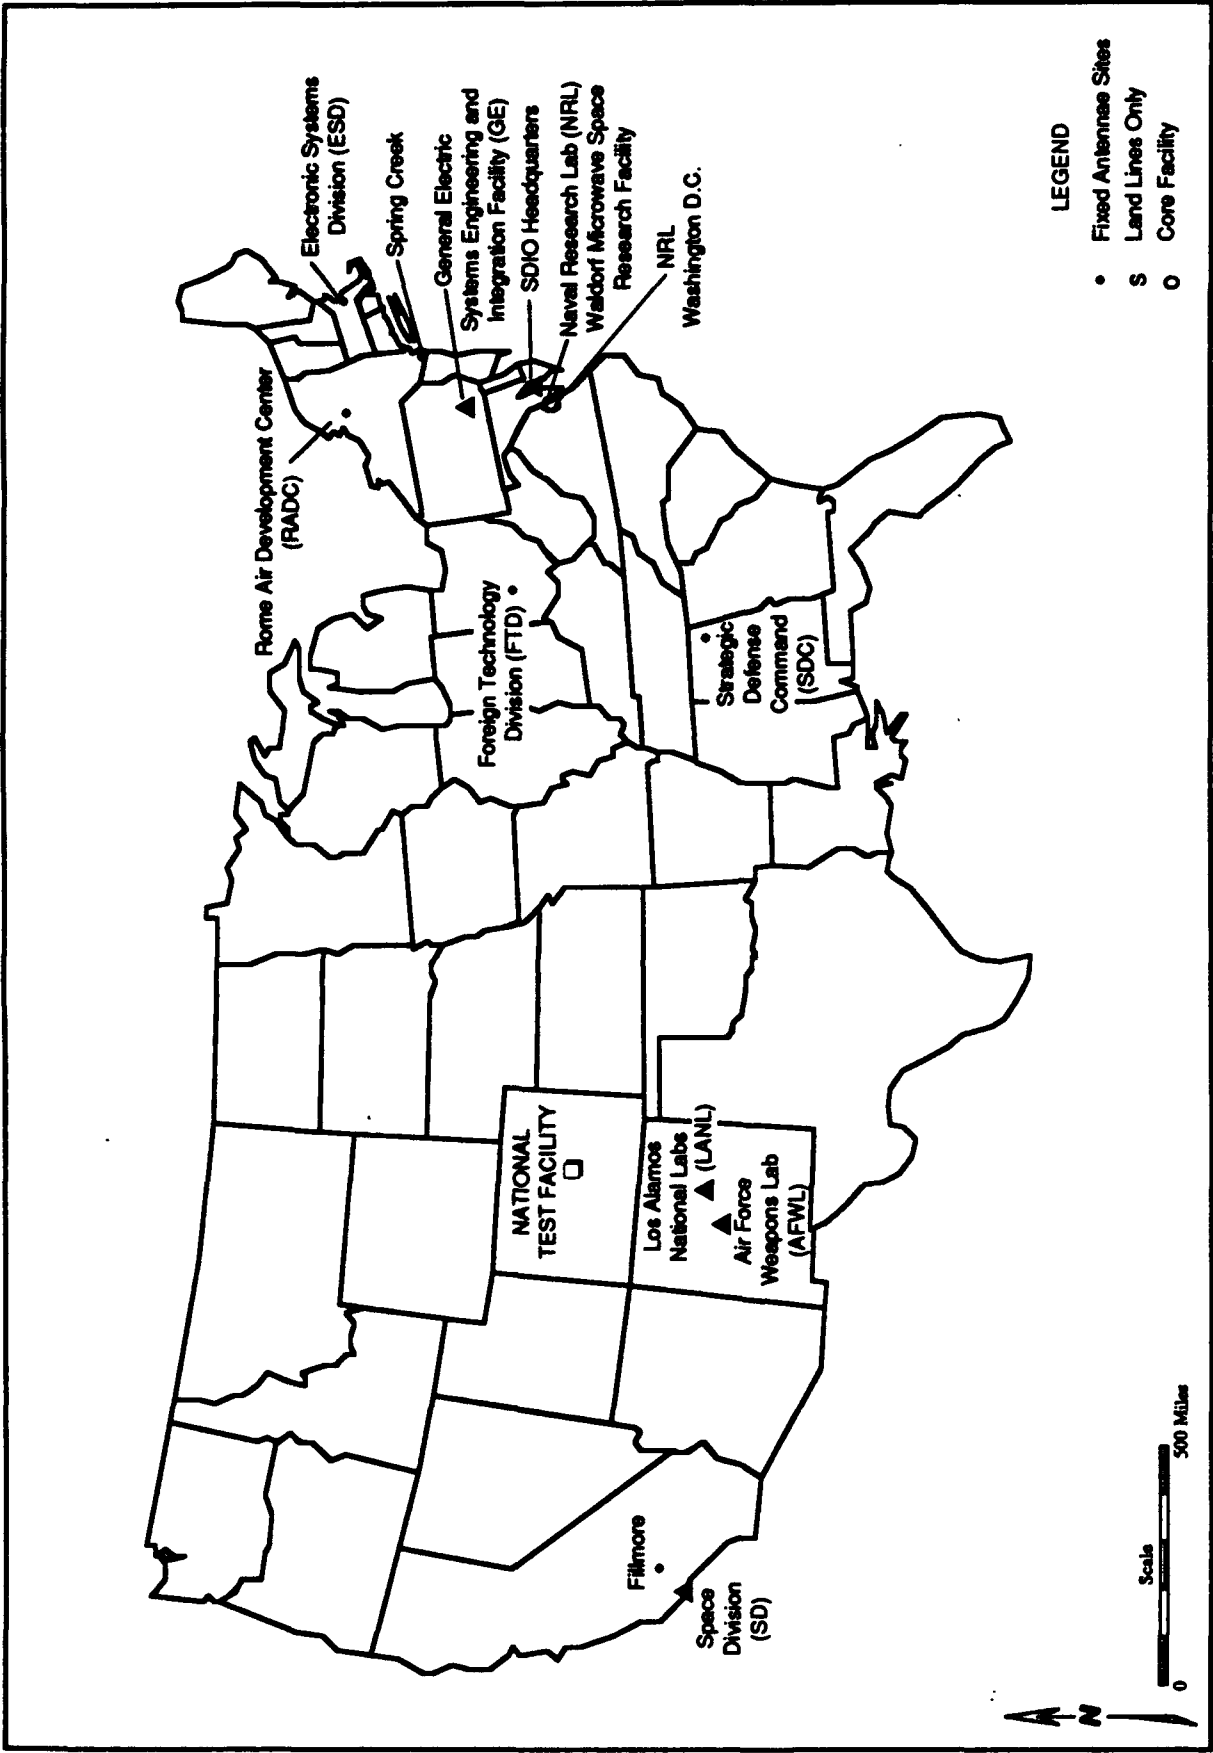 Rome Air Development Center
(RADC)
Electronic Systems
Division (ESD)
Spring Creek
General Electric
Systems Engineering and
Integration Facility (GE)
SDIO Headquarters
Naval Research Lab (NRL)
Waldorf Microwave Space
Research Facility
NRL
Washington D.C.
Foreign Technology
Division (FTD)
Strategic
Defense
Command
(SDC)
NATIONAL
TEST FACILITY
Los Alamos
National Labs
(LANL)
Air Force
Weapons Lab
(AFWL)
Fillmore
Space
Division
(SD)
N
Scale
0
500 Miles
LEGEND
Fixed Antennae Sites
S Land Lines Only
O Core Facility